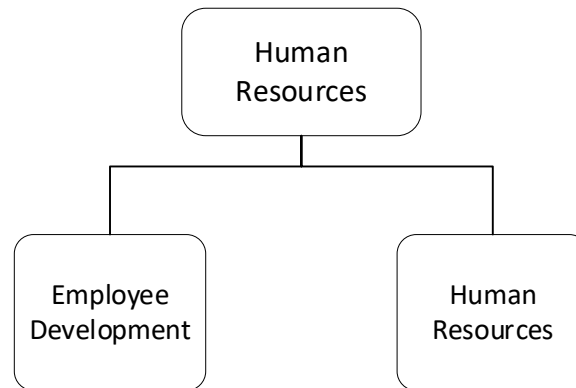 Human
Resources
Employee
Development
Human
Resources